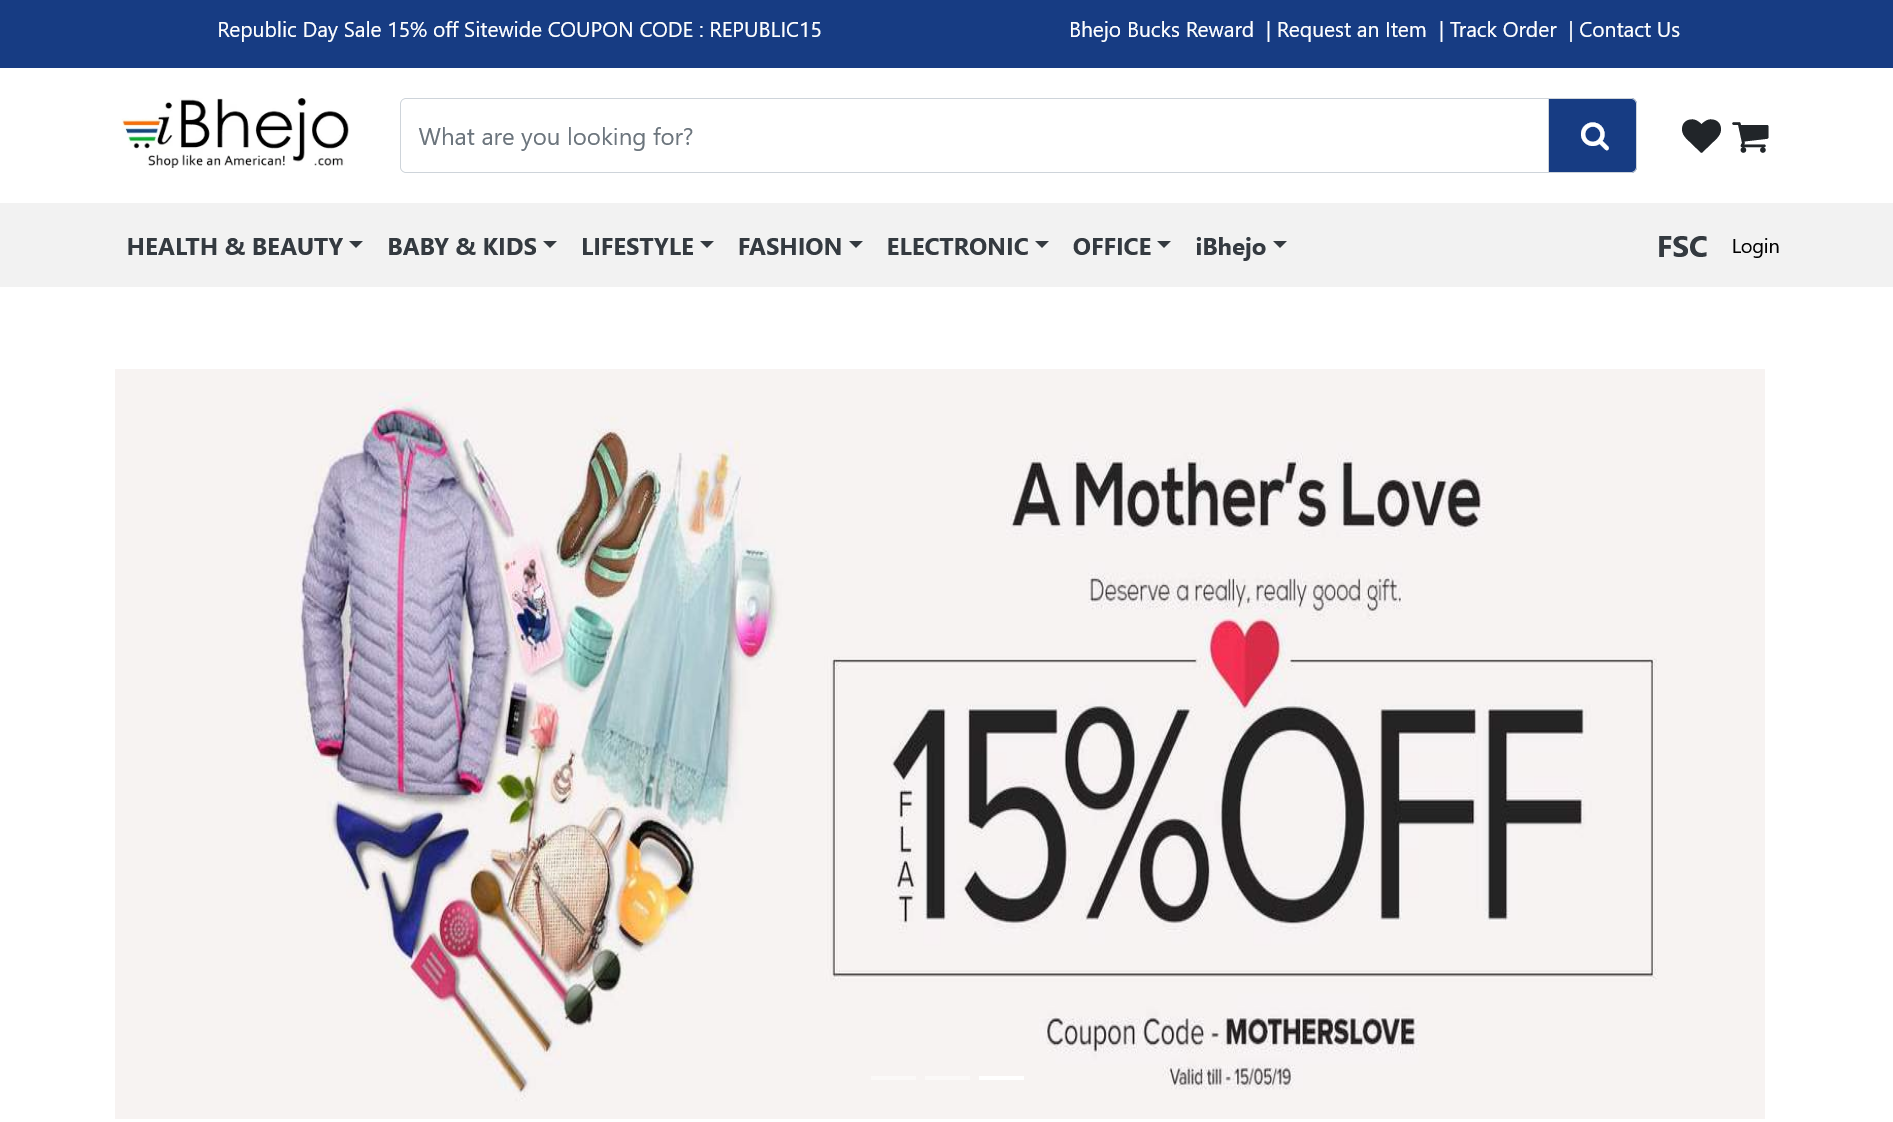 Republic Day Sale 15% off Sitewide COUPON CODE : REPUBLIC15
Bhejo Bucks Reward | Request an Item | Track Order | Contact Us
iBhejo
Shop like an American! .com
What are you looking for?
HEALTH & BEAUTY BABY & KIDS LIFESTYLE FASHION ELECTRONIC OFFICE iBhejo FSC Login
A Mother's Love
Deserve a really, really good gift.
FLAT 15%OFF
Coupon Code - MOTHERSLOVE
Valid till - 15/05/19